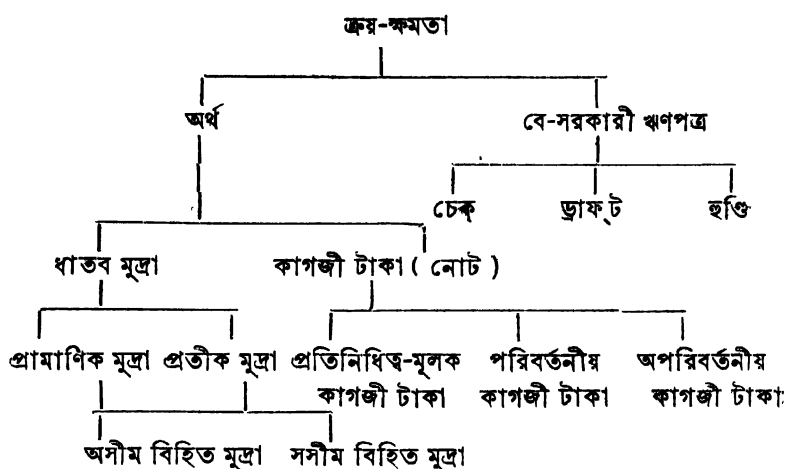 ক্রয়-ক্ষমতা
অর্থ বে-সরকারী ঋণপত্র
চেক্ ড্রাফ্‌ট হুণ্ডি
ধাতব মুদ্রা কাগজী টাকা ( নোট )
প্রামাণিক মুদ্রা প্রতীক মুদ্রা প্রতিনিধিত্ব-মূলক পরিবর্তনীয় অপরিবর্তনীয়
কাগজী টাকা কাগজী টাকা কাগজী টাকা
অসীম বিহিত মুদ্রা সসীম বিহিত মুদ্রা